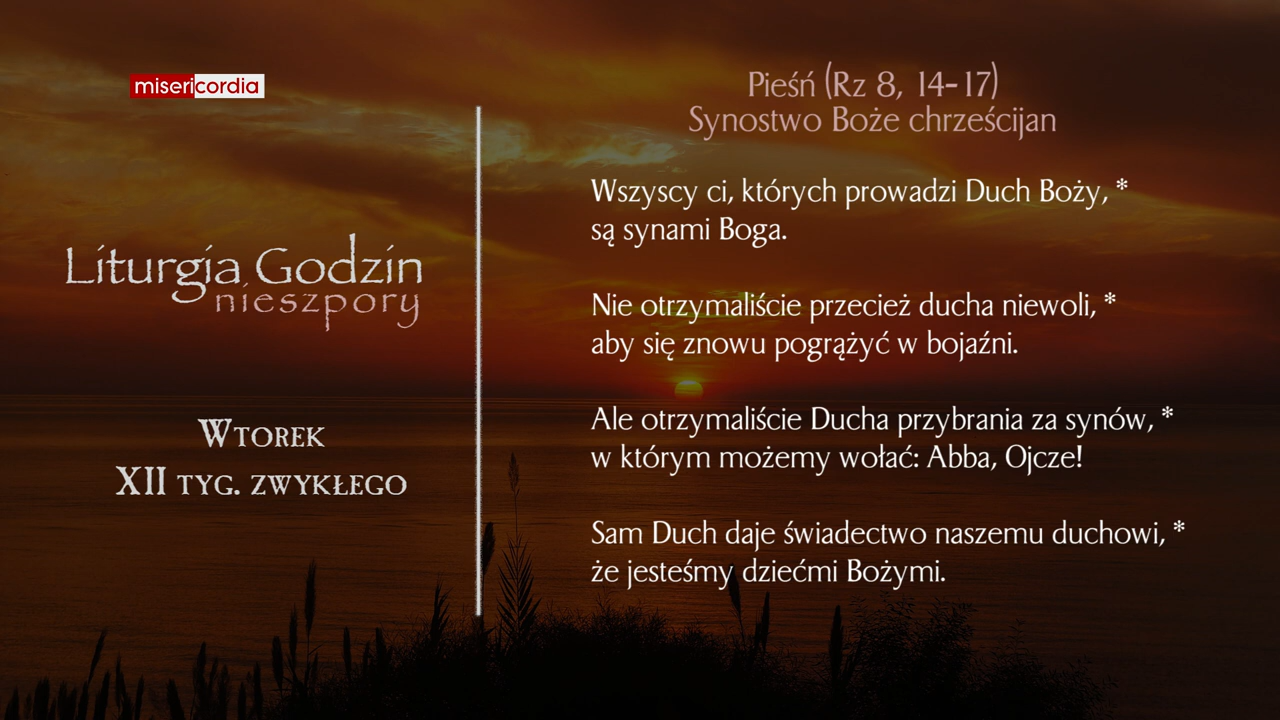 misericordia
Liturgia Godzin
nieszpory
Wtorek
XII tyg. zwykłego
Pieśń (Rz 8, 14-17)
Synostwo Boże chrześcijan
Wszyscy ci, których prowadzi Duch Boży, *
są synami Boga.
Nie otrzymaliście przecież ducha niewoli, *
aby się znowu pogrążyć w bojaźni.
Ale otrzymaliście Ducha przybrania za synów, *
w którym możemy wołać: Abba, Ojcze!
Sam Duch daje świadectwo naszemu duchowi, *
że jesteśmy dziećmi Bożymi.